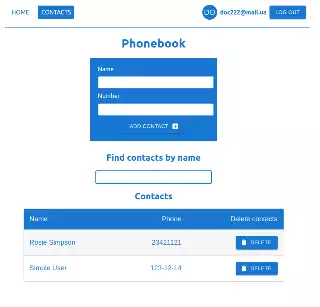 HOME CONTACTS DO doc222@mail.ua LOG OUT
Phonebook
Name
Number
ADD CONTACT
Find contacts by name
Contacts
Name Phone Delete contacts
Rosie Simpson 23421121 DELETE
Simple User 123-12-14 DELETE